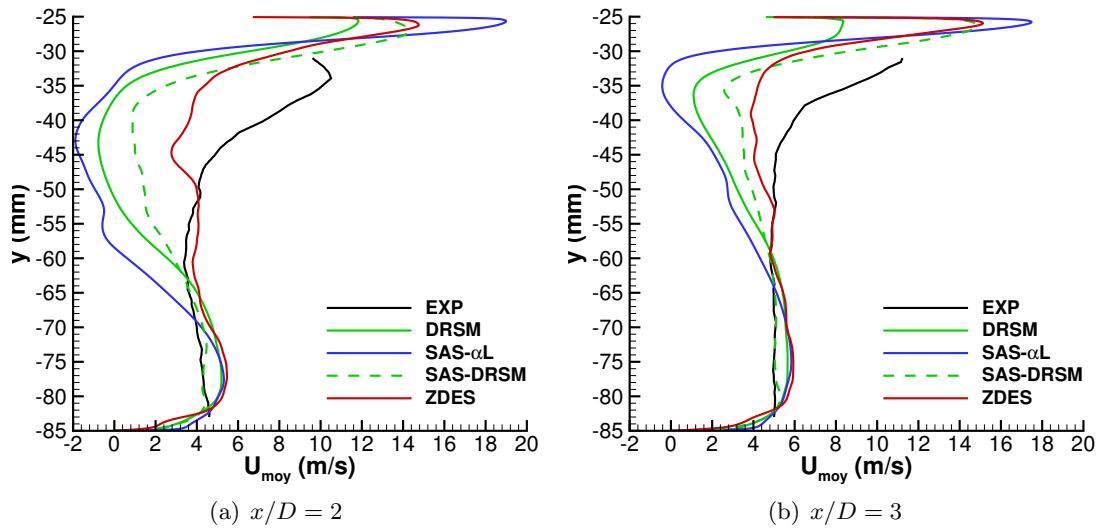 -25
-30
-35
-40
-45
-50
-55
-60
-65
-70
-75
-80
-85
y (mm)
-2 0 2 4 6 8 10 12 14 16 18 20
U_moy (m/s)
EXP
DRSM
SAS-αL
SAS-DRSM
ZDES
(a) x/D = 2
-25
-30
-35
-40
-45
-50
-55
-60
-65
-70
-75
-80
-85
y (mm)
-2 0 2 4 6 8 10 12 14 16 18 20
U_moy (m/s)
EXP
DRSM
SAS-αL
SAS-DRSM
ZDES
(b) x/D = 3